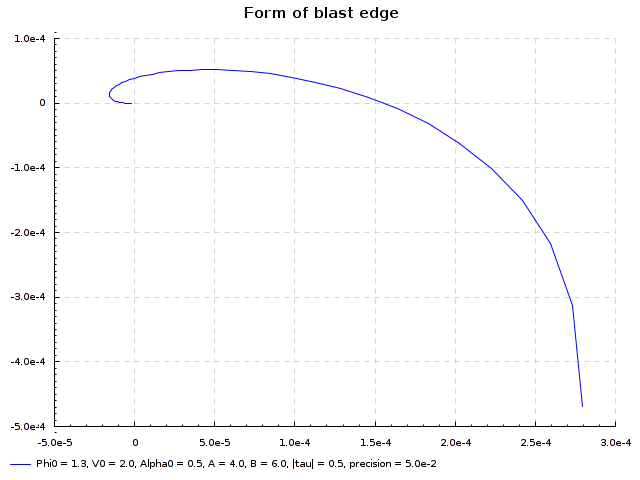 Form of blast edge
1.0e-4
0
-1.0e-4
-2.0e-4
-3.0e-4
-4.0e-4
-5.0e-4
-5.0e-5 0 5.0e-5 1.0e-4 1.5e-4 2.0e-4 2.5e-4 3.0e-4
Phi0 = 1.3, V0 = 2.0, Alpha0 = 0.5, A = 4.0, B = 6.0, |tau| = 0.5, precision = 5.0e-2